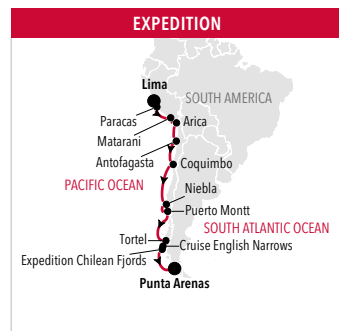 EXPEDITION
Lima
SOUTH AMERICA
Paracas
Arica
Matarani
Antofagasta
Coquimbo
PACIFIC OCEAN
Niebla
Puerto Montt
SOUTH ATLANTIC OCEAN
Tortel
Cruise English Narrows
Expedition Chilean Fjords
Punta Arenas